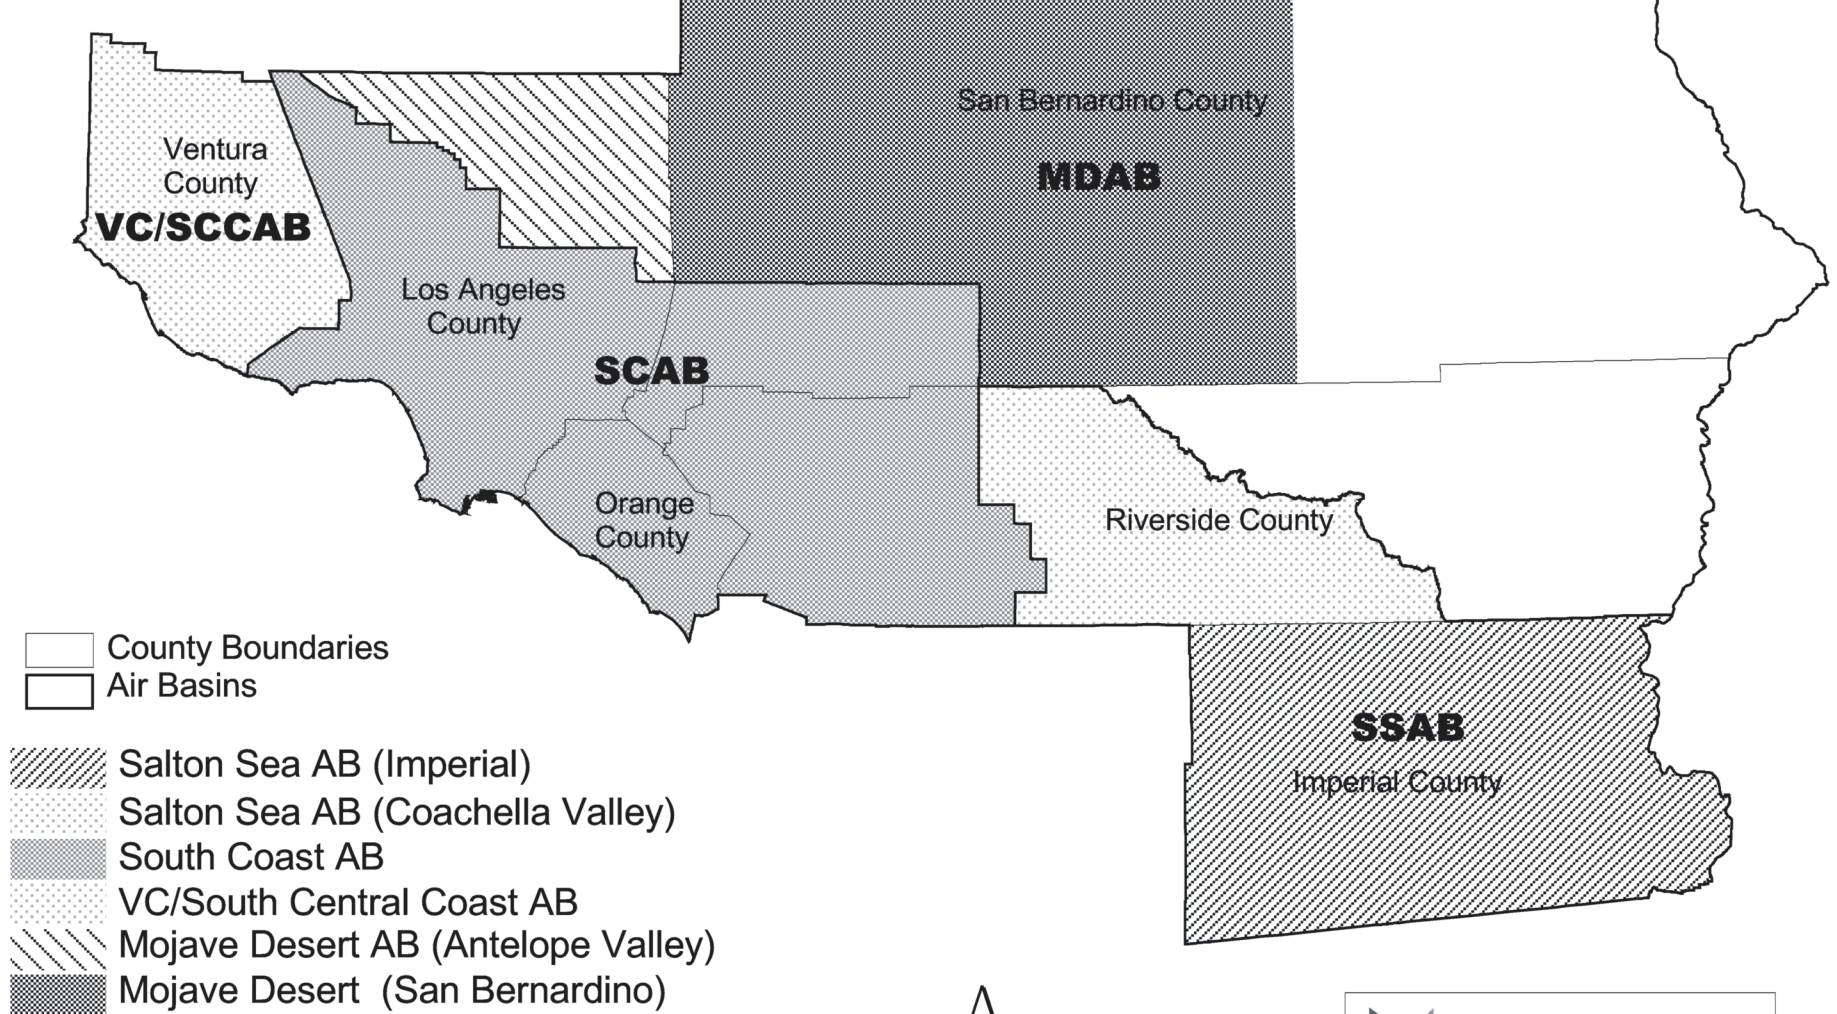 San Bernardino County
MDAB
Ventura
County
VC/SCCAB
Los Angeles
County
SCAB
Orange
County
Riverside County
SSAB
Imperial County
County Boundaries
Air Basins
Salton Sea AB (Imperial)
Salton Sea AB (Coachella Valley)
South Coast AB
VC/South Central Coast AB
Mojave Desert AB (Antelope Valley)
Mojave Desert (San Bernardino)